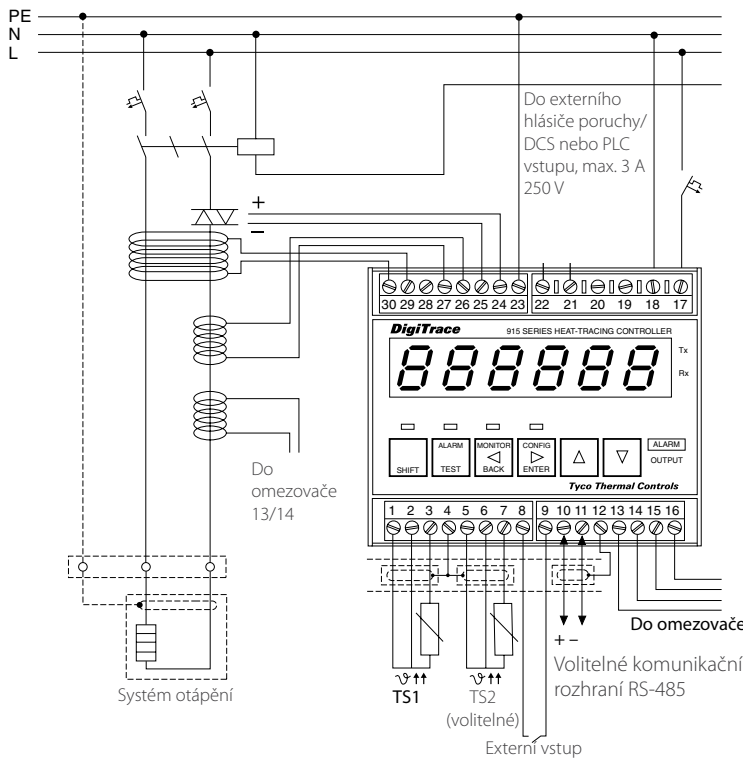 PE
N
L
Do externího
hlásiče poruchy/
DCS nebo PLC
vstupu, max. 3 A
250 V
+
–
30 29 28 27 26 25 24 23 22 21 20 19 18 17
DigiTrace 915 SERIES HEAT-TRACING CONTROLLER
888888
Tx
Rx
SHIFT
ALARM
TEST
MONITOR
BACK
CONFIG
ENTER
ALARM
OUTPUT
Tyco Thermal Controls
Do
omezovače
13/14
1 2 3 4 5 6 7 8 9 10 11 12 13 14 15 16
Do omezovače
+ –
Volitelné komunikační
rozhraní RS-485
ϑ
TS1
ϑ
TS2
(volitelné)
Externí vstup
Systém otápění